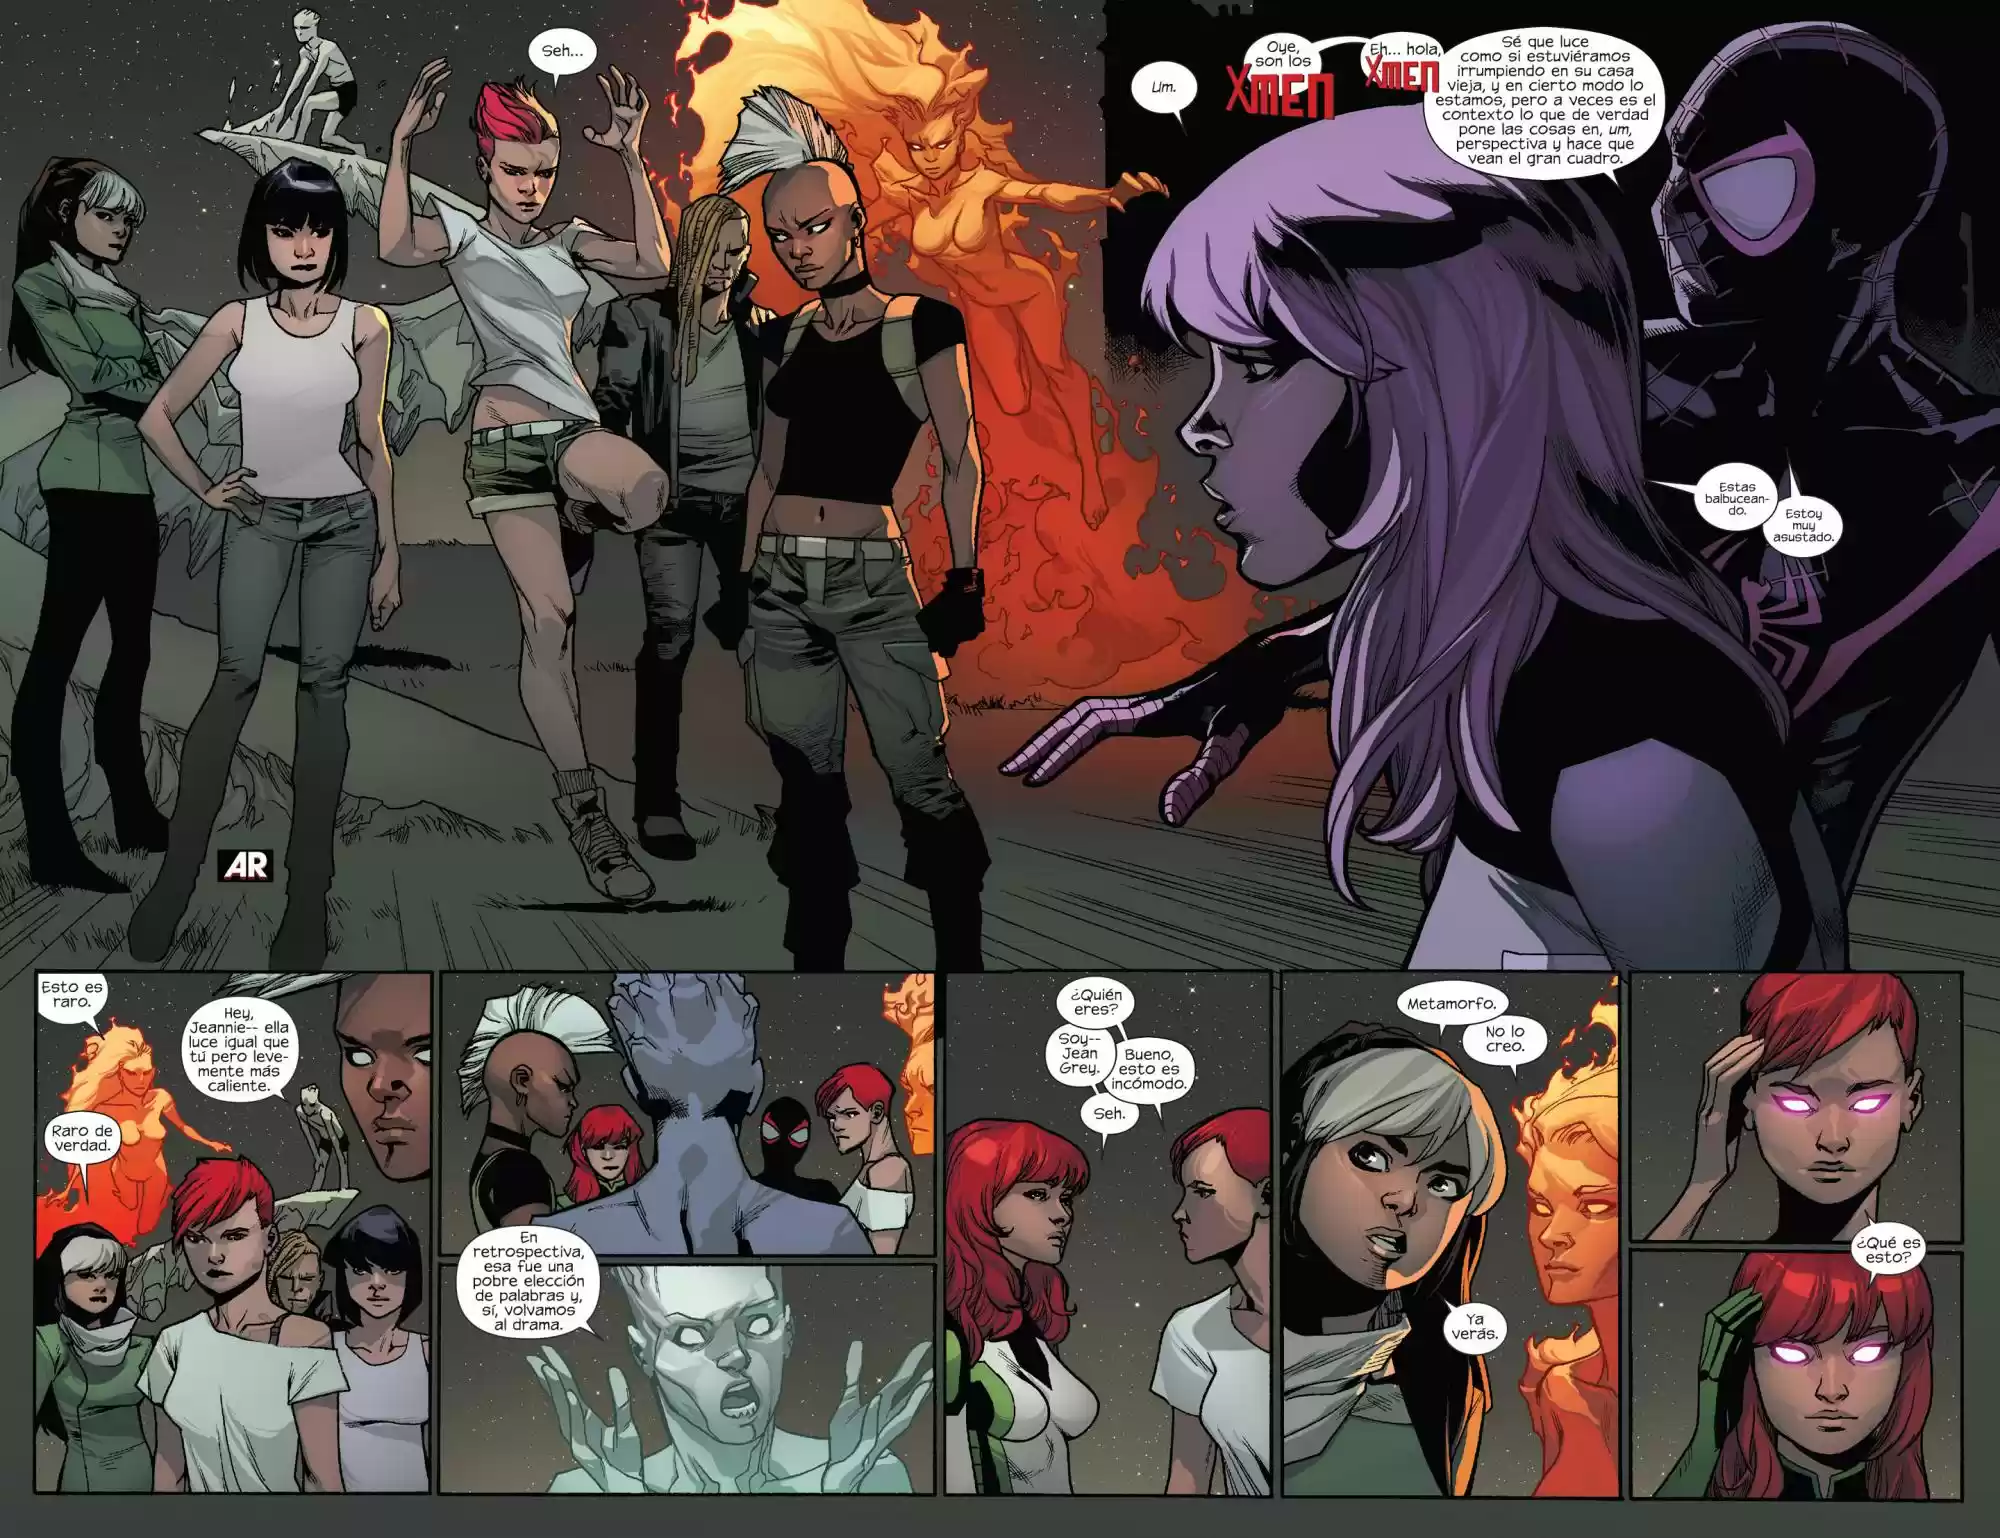 Seh...
Um.
Oye,
son los
XMEN
Eh... hola,
XMEN
Sé que luce
como si estuviéramos
irrumpiendo en su casa
vieja, y en cierto modo lo
estamos, pero a veces es el
contexto lo que de verdad
pone las cosas en, um,
perspectiva y hace que
vean el gran cuadro.
Estas
balbucean-
do.
Estoy
muy
asustado.
AR
Esto es
raro.
Raro de
verdad.
Hey,
Jeannie-- ella
luce igual que
tú pero leve-
mente más
caliente.
En
retrospectiva,
esa fue una
pobre elección
de palabras y,
sí, volvamos
al drama.
¿Quién
eres?
Soy--
Jean
Grey.
Bueno,
esto es
incómodo.
Seh.
Metamorfo.
No lo
creo.
Ya
verás.
¿Qué es
esto?